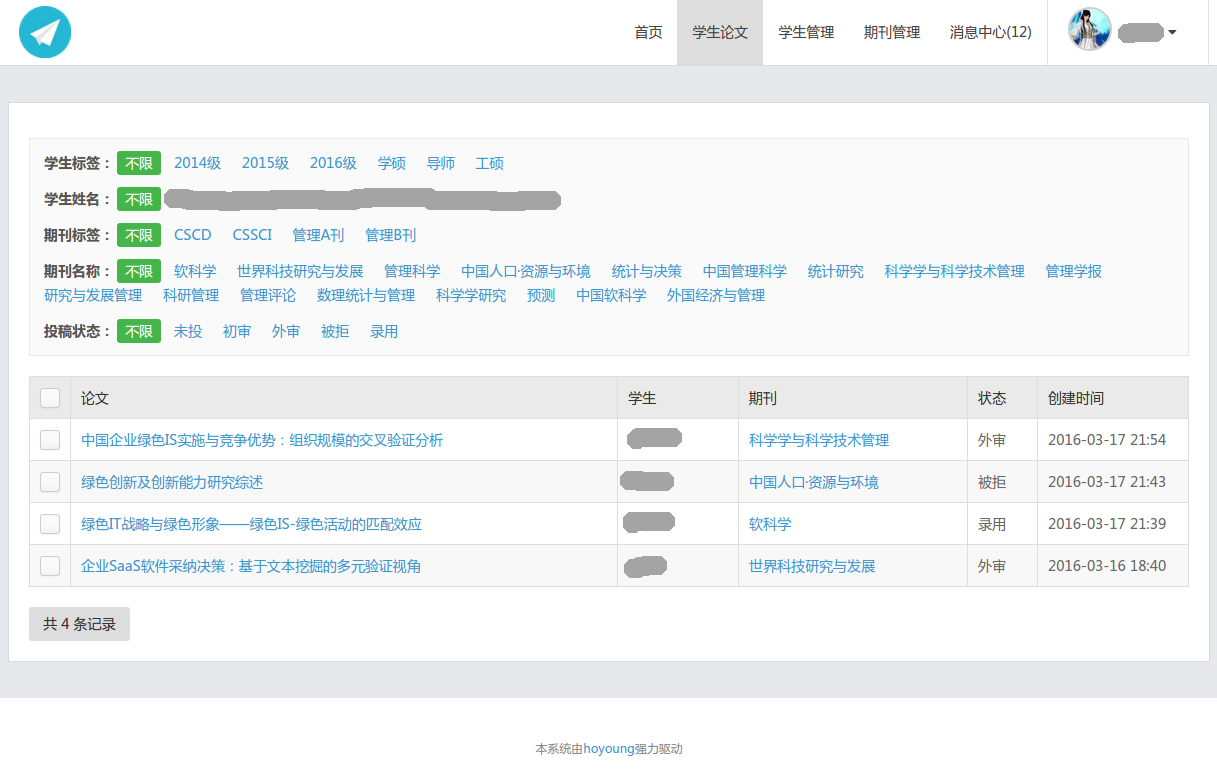 首页 学生论文 学生管理 期刊管理 消息中心(12)
学生标签： 不限 2014级 2015级 2016级 学硕 导师 工硕
学生姓名： 不限
期刊标签： 不限 CSCD CSSCI 管理A刊 管理B刊
期刊名称： 不限 软科学 世界科技研究与发展 管理科学 中国人口·资源与环境 统计与决策 中国管理科学 统计研究 科学学与科学技术管理 管理学报
研究与发展管理 科研管理 管理评论 数理统计与管理 科学学研究 预测 中国软科学 外国经济与管理
投稿状态： 不限 未投 初审 外审 被拒 录用
论文 学生 期刊 状态 创建时间
中国企业绿色IS实施与竞争优势：组织规模的交叉验证分析 科学学与科学技术管理 外审 2016-03-17 21:54
绿色创新及创新能力研究综述 中国人口·资源与环境 被拒 2016-03-17 21:43
绿色IT战略与绿色形象——绿色IS-绿色活动的匹配效应 软科学 录用 2016-03-17 21:39
企业SaaS软件采纳决策：基于文本挖掘的多元验证视角 世界科技研究与发展 外审 2016-03-16 18:40
共 4 条记录
本系统由hoyoung强力驱动